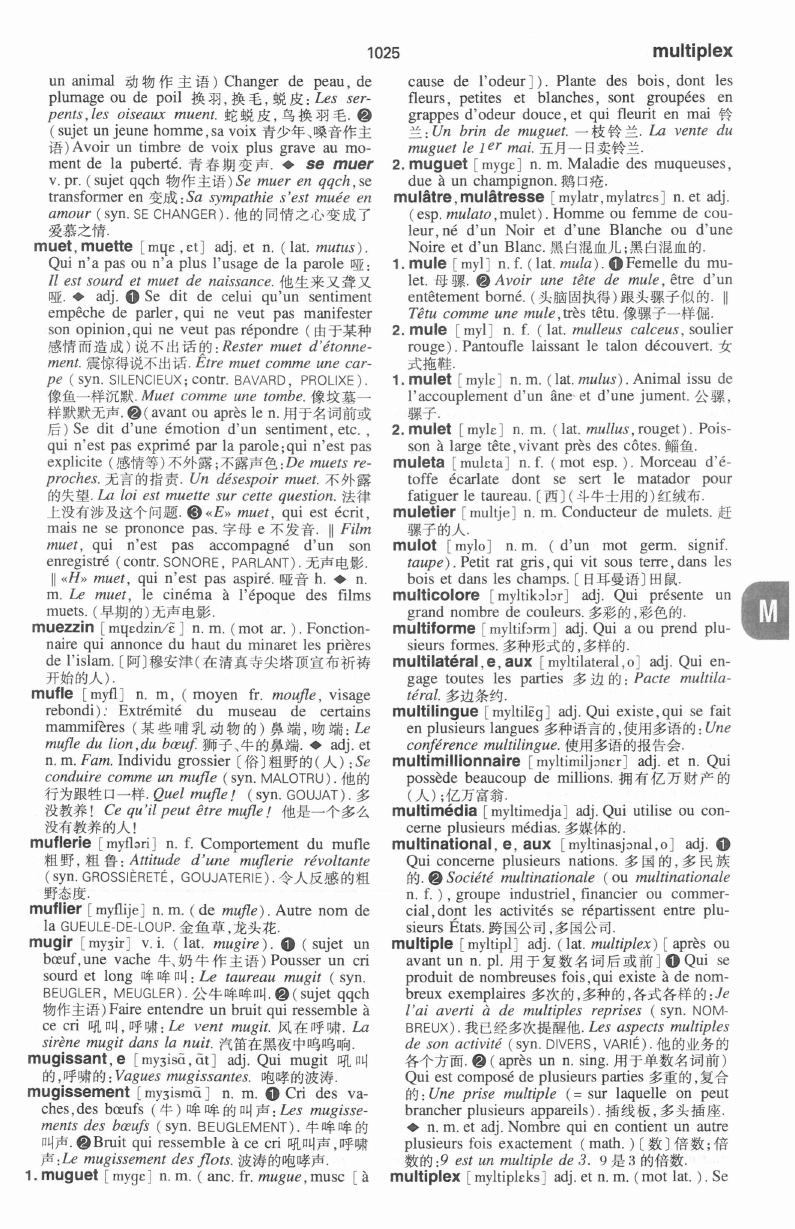 1025
multiplex
un animal 动物作主语) Changer de peau, de
plumage ou de poil 换羽,换毛,蜕皮: Les ser-
pents, les oiseaux muent. 蛇蜕皮,鸟换羽毛. ❷
(sujet un jeune homme, sa voix 青少年、嗓音作主
语) Avoir un timbre de voix plus grave au mo-
ment de la puberté. 青春期变声. ◆ se muer
v. pr. (sujet qqch 物作主语) Se muer en qqch, se
transformer en 变成: Sa sympathie s'est muée en
amour (syn. SE CHANGER). 他的同情之心变成了
爱慕之情.
muet, muette [mɥɛ, ɛt] adj. et n. (lat. mutus).
Qui n'a pas ou n'a plus l'usage de la parole 哑:
Il est sourd et muet de naissance. 他生来又聋又
哑. ◆ adj. ❶ Se dit de celui qu'un sentiment
empêche de parler, qui ne veut pas manifester
son opinion, qui ne veut pas répondre (由于某种
感情而造成)说不出话的: Rester muet d'étonne-
ment. 震惊得说不出话. Être muet comme une car-
pe (syn. SILENCIEUX; contr. BAVARD, PROLIXE).
像鱼一样沉默. Muet comme une tombe. 像坟墓一
样默默无声. ❷ (avant ou après le n. 用于名词前或
后) Se dit d'une émotion d'un sentiment, etc.,
qui n'est pas exprimé par la parole; qui n'est pas
explicite (感情等)不外露;不露声色: De muets re-
proches. 无言的指责. Un désespoir muet. 不外露
的失望. La loi est muette sur cette question. 法律
上没有涉及这个问题. ❸ «E» muet, qui est écrit,
mais ne se prononce pas. 字母 e 不发音. ‖ Film
muet, qui n'est pas accompagné d'un son
enregistré (contr. SONORE, PARLANT). 无声电影.
‖ «H» muet, qui n'est pas aspiré. 哑音 h. ◆ n.
m. Le muet, le cinéma à l'époque des films
muets. (早期的)无声电影.
muezzin [mɥɛdzin/ɛ̃] n. m. (mot ar.). Fonction-
naire qui annonce du haut du minaret les prières
de l'islam. [阿]穆安津(在清真寺尖塔顶宣布祈祷
开始的人).
mufle [myfl] n. m, (moyen fr. moufle, visage
rebondi): Extrémité du museau de certains
mammifères (某些哺乳动物的)鼻端,吻端: Le
mufle du lion, du bœuf. 狮子、牛的鼻端. ◆ adj. et
n. m. Fam. Individu grossier [俗]粗野的(人): Se
conduire comme un mufle (syn. MALOTRU). 他的
行为跟牲口一样. Quel mufle! (syn. GOUJAT). 多
没教养! Ce qu'il peut être mufle! 他是一个多么
没有教养的人!
muflerie [myflɔri] n. f. Comportement du mufle
粗野,粗鲁: Attitude d'une muflerie révoltante
(syn. GROSSIÈRETÉ, GOUJATERIE). 令人反感的粗
野态度.
muflier [myflije] n. m. (de mufle). Autre nom de
la GUEULE-DE-LOUP. 金鱼草,龙头花.
mugir [myʒir] v. i. (lat. mugire). ❶ (sujet un
bœuf, une vache 牛、奶牛作主语) Pousser un cri
sourd et long 哞哞叫: Le taureau mugit (syn.
BEUGLER, MEUGLER). 公牛哞哞叫. ❷ (sujet qqch
物作主语) Faire entendre un bruit qui ressemble à
ce cri 吼叫,呼啸: Le vent mugit. 风在呼啸. La
sirène mugit dans la nuit. 汽笛在黑夜中呜呜响.
mugissant, e [myʒisɑ̃, ɑ̃t] adj. Qui mugit 吼叫
的,呼啸的: Vagues mugissantes. 咆哮的波涛.
mugissement [myʒismɑ̃] n. m. ❶ Cri des va-
ches, des bœufs (牛)哞哞的叫声: Les mugisse-
ments des bœufs (syn. BEUGLEMENT). 牛哞哞的
叫声. ❷ Bruit qui ressemble à ce cri 吼叫声,呼啸
声: Le mugissement des flots. 波涛的咆哮声.
1. muguet [mygɛ] n. m. (anc. fr. mugue, musc [à
cause de l'odeur]). Plante des bois, dont les
fleurs, petites et blanches, sont groupées en
grappes d'odeur douce, et qui fleurit en mai 铃
兰: Un brin de muguet. 一枝铃兰. La vente du
muguet le 1er mai. 五月一日卖铃兰.
2. muguet [mygɛ] n. m. Maladie des muqueuses,
due à un champignon. 鹅口疮.
mulâtre, mulâtresse [mylatr, mylatrɛs] n. et adj.
(esp. mulato, mulet). Homme ou femme de cou-
leur, né d'un Noir et d'une Blanche ou d'une
Noire et d'un Blanc. 黑白混血儿;黑白混血的.
1. mule [myl] n. f. (lat. mula). ❶ Femelle du mu-
let. 母骡. ❷ Avoir une tête de mule, être d'un
entêtement borné. (头脑固执得)跟头骡子似的. ‖
Têtu comme une mule, très têtu. 像骡子一样倔.
2. mule [myl] n. f. (lat. mulleus calceus, soulier
rouge). Pantoufle laissant le talon découvert. 女
式拖鞋.
1. mulet [mylɛ] n. m. (lat. mulus). Animal issu de
l'accouplement d'un âne et d'une jument. 公骡,
骡子.
2. mulet [mylɛ] n. m. (lat. mullus, rouget). Pois-
son à large tête, vivant près des côtes. 鲻鱼.
muleta [mulɛta] n. f. (mot esp.). Morceau d'é-
toffe écarlate dont se sert le matador pour
fatiguer le taureau. [西](斗牛士用的)红绒布.
muletier [multje] n. m. Conducteur de mulets. 赶
骡子的人.
mulot [mylo] n. m. (d'un mot germ. signif.
taupe). Petit rat gris, qui vit sous terre, dans les
bois et dans les champs. [日耳曼语]田鼠.
multicolore [myltikɔlɔr] adj. Qui présente un
grand nombre de couleurs. 多彩的,彩色的.
multiforme [myltifɔrm] adj. Qui a ou prend plu-
sieurs formes. 多种形式的,多样的.
multilatéral, e, aux [myltilateral, o] adj. Qui en-
gage toutes les parties 多边的: Pacte multila-
téral. 多边条约.
multilingue [myltilɛ̃g] adj. Qui existe, qui se fait
en plusieurs langues 多种语言的,使用多语的: Une
conférence multilingue. 使用多语的报告会.
multimillionnaire [myltimiljɔnɛr] adj. et n. Qui
possède beaucoup de millions. 拥有亿万财产的
(人);亿万富翁.
multimédia [myltimedja] adj. Qui utilise ou con-
cerne plusieurs médias. 多媒体的.
multinational, e, aux [myltinasjɔnal, o] adj. ❶
Qui concerne plusieurs nations. 多国的,多民族
的. ❷ Société multinationale (ou multinationale
n. f.), groupe industriel, financier ou commer-
cial, dont les activités se répartissent entre plu-
sieurs États. 跨国公司,多国公司.
multiple [myltipl] adj. (lat. multiplex) [après ou
avant un n. pl. 用于复数名词后或前] ❶ Qui se
produit de nombreuses fois, qui existe à de nom-
breux exemplaires 多次的,多种的,各式各样的: Je
l'ai averti à de multiples reprises (syn. NOM-
BREUX). 我已经多次提醒他. Les aspects multiples
de son activité (syn. DIVERS, VARIÉ). 他的业务的
各个方面. ❷ (après un n. sing. 用于单数名词前)
Qui est composé de plusieurs parties 多重的,复合
的: Une prise multiple (= sur laquelle on peut
brancher plusieurs appareils). 插线板,多头插座.
◆ n. m. et adj. Nombre qui en contient un autre
plusieurs fois exactement (math.) [数]倍数;倍
数的: 9 est un multiple de 3. 9 是 3 的倍数.
multiplex [myltiplɛks] adj. et n. m. (mot lat.). Se
M